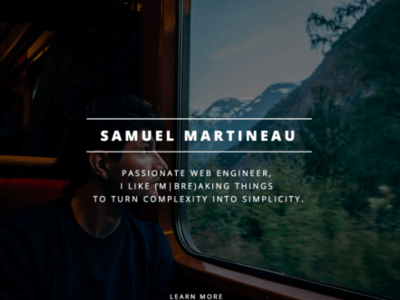 SAMUEL MARTINEAU
PASSIONATE WEB ENGINEER,
I LIKE (M|BRE)AKING THINGS
TO TURN COMPLEXITY INTO SIMPLICITY.
LEARN MORE